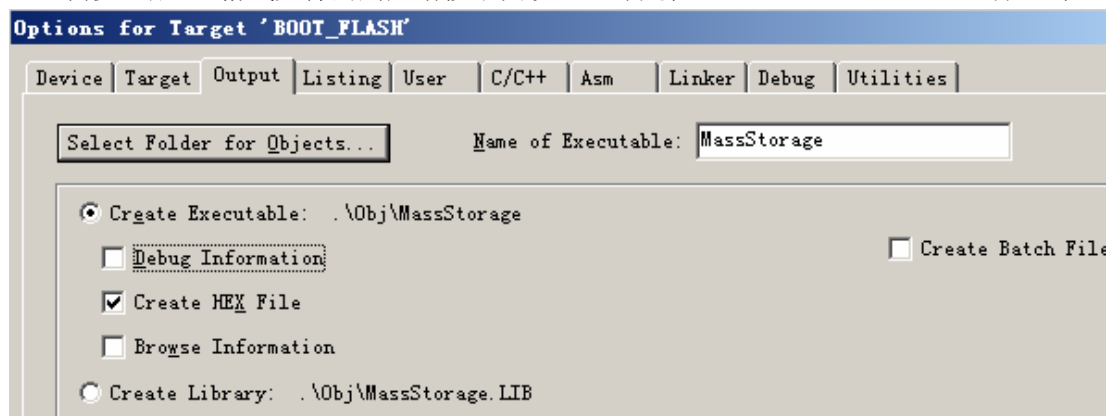 Options for Target 'BOOT_FLASH'
Device Target Output Listing User C/C++ Asm Linker Debug Utilities
Select Folder for Objects... Name of Executable: MassStorage
Create Executable: .\Obj\MassStorage
Debug Information Create Batch File
Create HEX File
Browse Information
Create Library: .\Obj\MassStorage.LIB